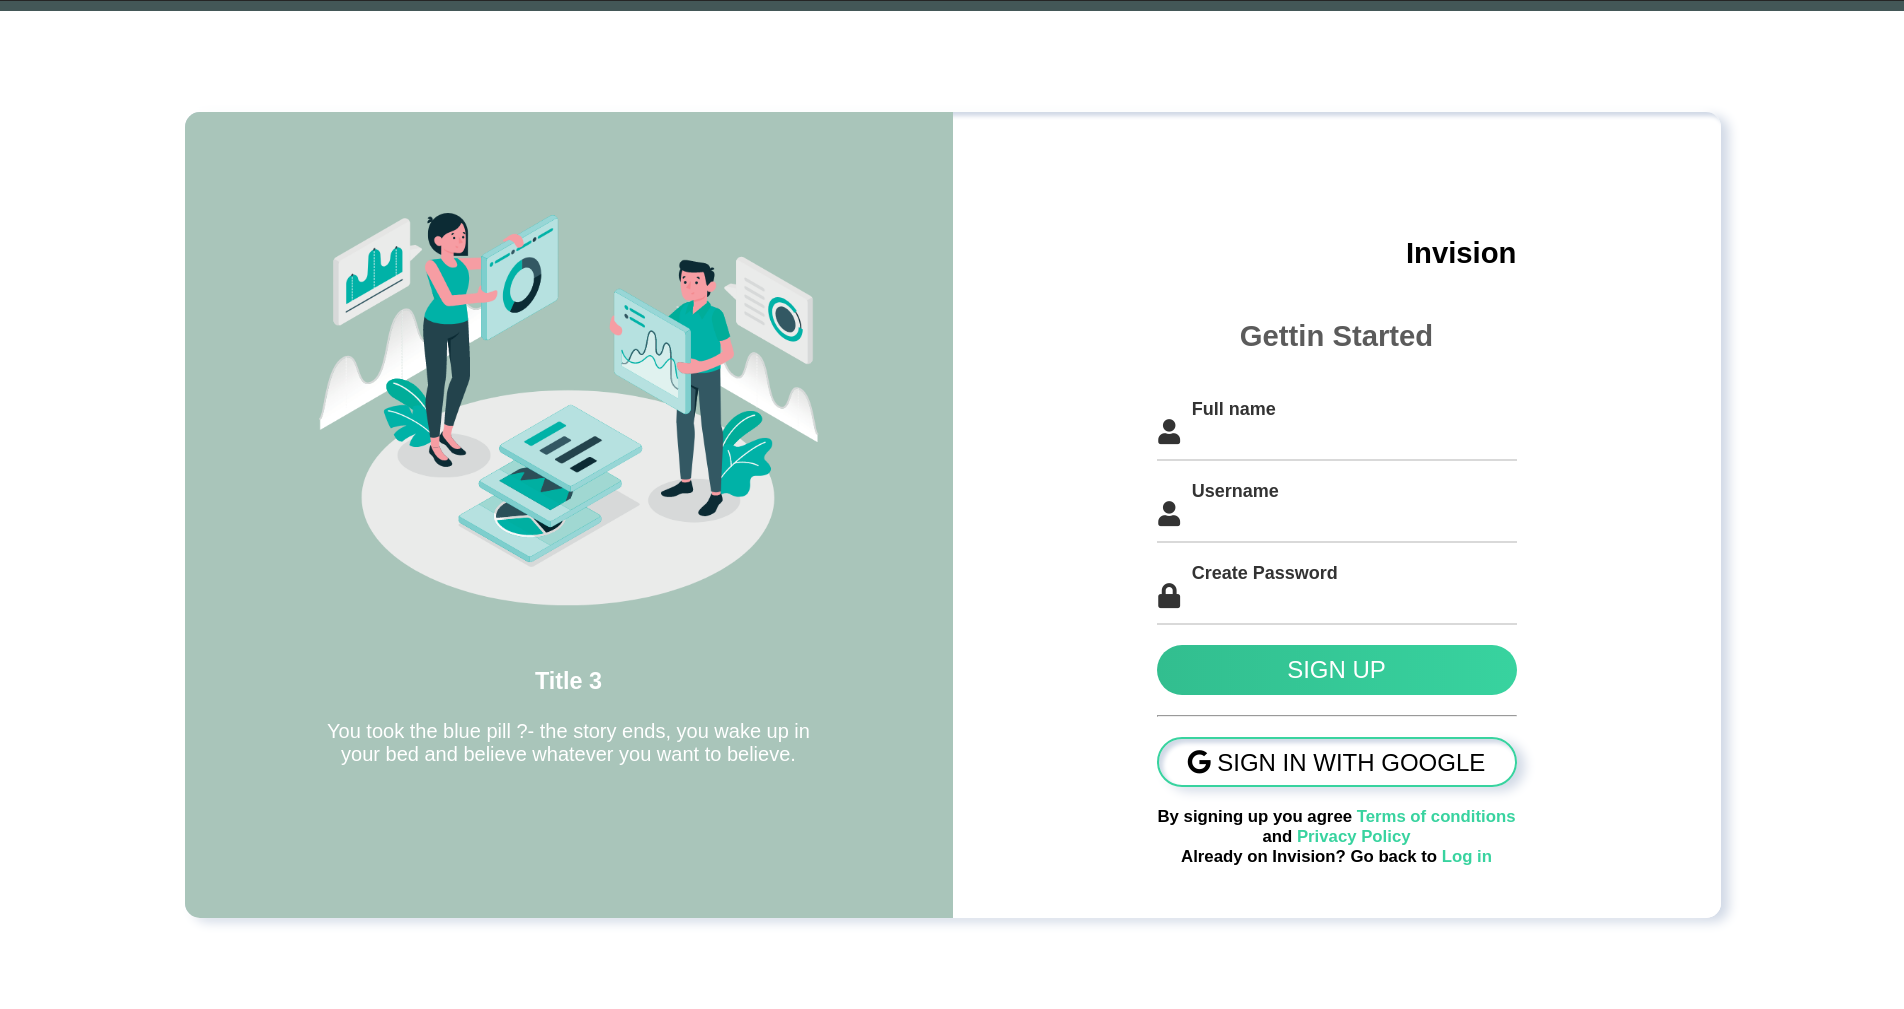 Title 3
You took the blue pill ?- the story ends, you wake up in
your bed and believe whatever you want to believe.
Invision
Gettin Started
Full name
Username
Create Password
SIGN UP
SIGN IN WITH GOOGLE
By signing up you agree Terms of conditions
and Privacy Policy
Already on Invision? Go back to Log in